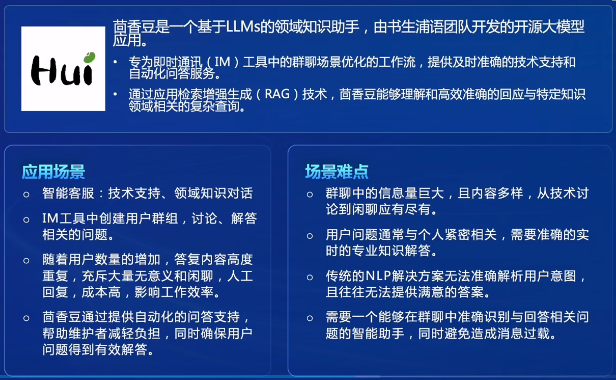 Hui
茴香豆是一个基于LLMs的领域知识助手，由书生浦语团队开发的开源大模型
应用。
• 专为即时通讯（IM）工具中的群聊场景优化的工作流，提供及时准确的技术支持和
自动化问答服务。
• 通过应用检索增强生成（RAG）技术，茴香豆能够理解和高效准确的回应与特定知识
领域相关的复杂查询。
应用场景
○ 智能客服：技术支持、领域知识对话
○ IM工具中创建用户群组，讨论、解答
相关的问题。
○ 随着用户数量的增加，答复内容高度
重复，充斥大量无意义和闲聊，人工
回复，成本高，影响工作效率。
○ 茴香豆通过提供自动化的问答支持，
帮助维护者减轻负担，同时确保用户
问题得到有效解答。
场景难点
○ 群聊中的信息量巨大，且内容多样，从技术讨
论到闲聊应有尽有。
○ 用户问题通常与个人紧密相关，需要准确的实
时的专业知识解答。
○ 传统的NLP解决方案无法准确解析用户意图，
且往往无法提供满意的答案。
○ 需要一个能够在群聊中准确识别与回答相关问
题的智能助手，同时避免造成消息过载。